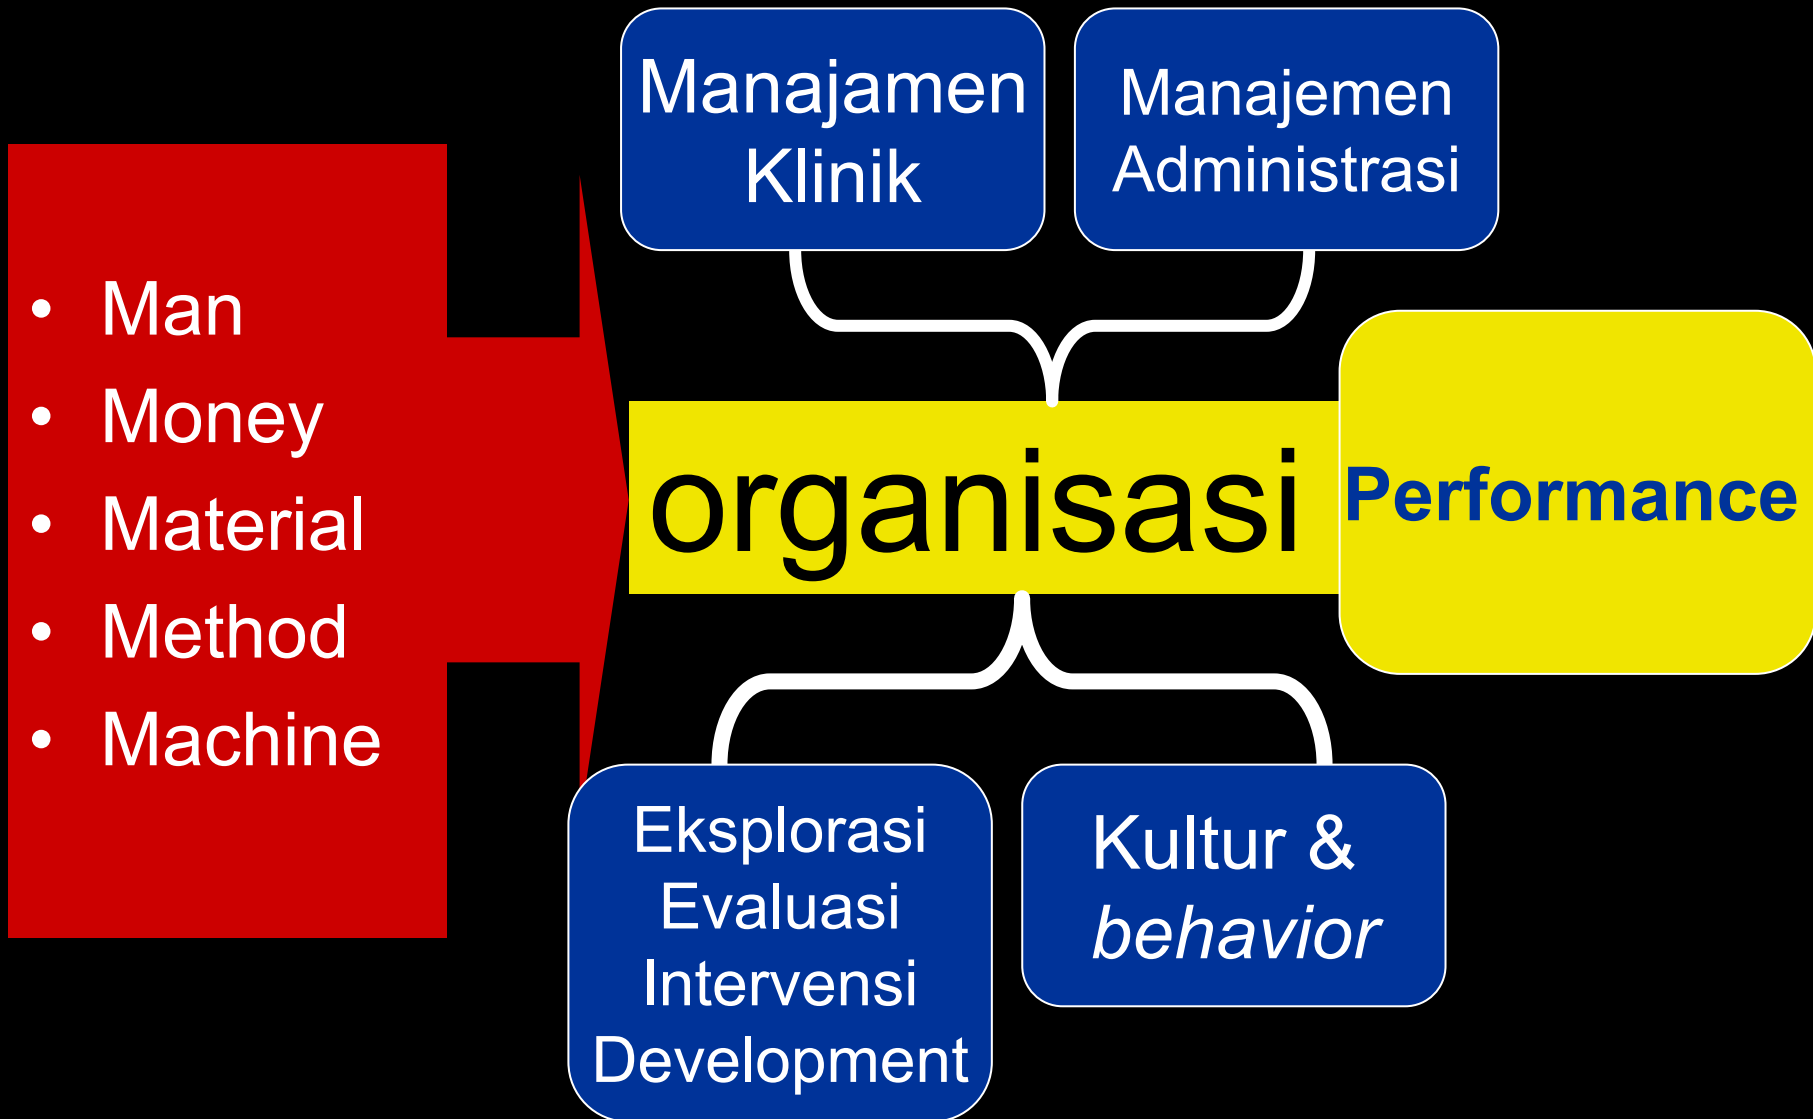 Manajamen
Klinik
Manajemen
Administrasi
• Man
• Money
• Material
• Method
• Machine
organisasi
Performance
Eksplorasi
Evaluasi
Intervensi
Development
Kultur &
behavior